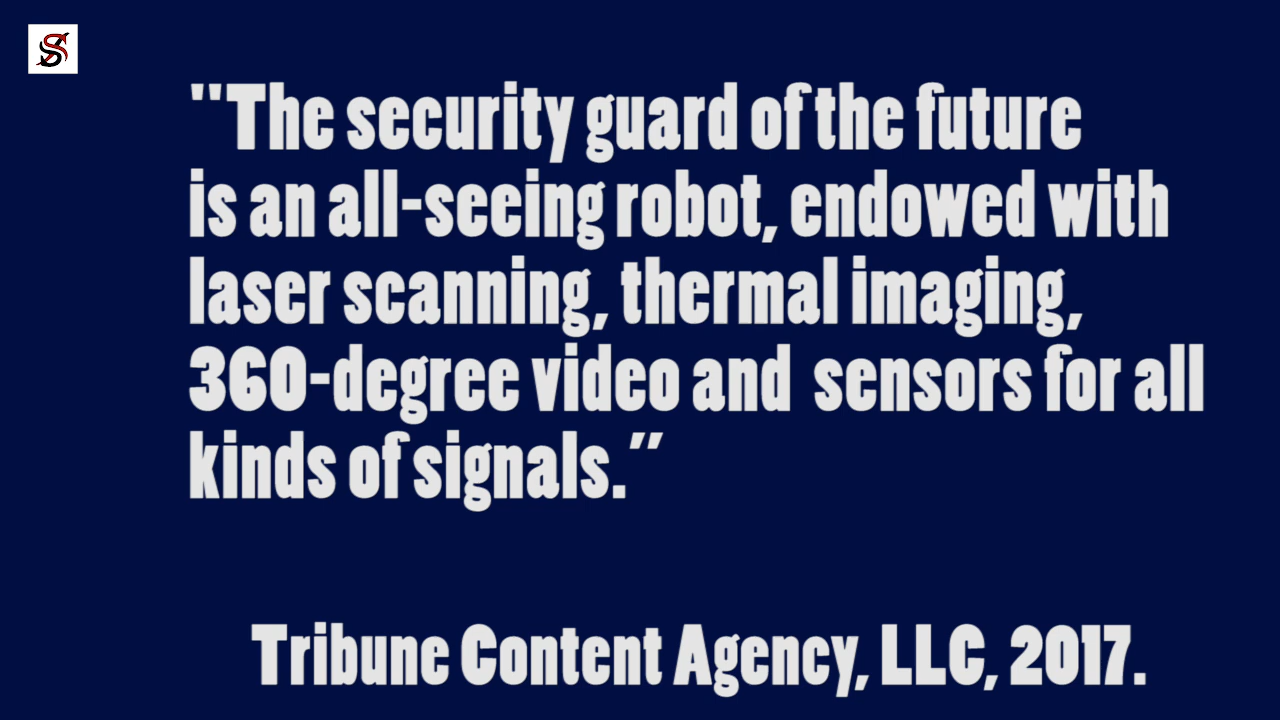 "The security guard of the future
is an all-seeing robot, endowed with
laser scanning, thermal imaging,
360-degree video and sensors for all
kinds of signals.”
Tribune Content Agency, LLC, 2017.